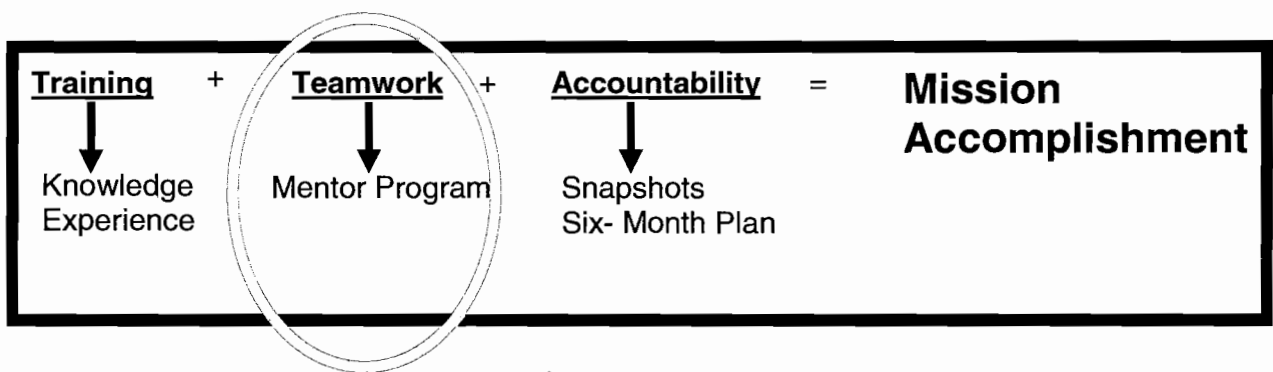 Training + Teamwork + Accountability = Mission
Accomplishment
Knowledge
Experience
Mentor Program
Snapshots
Six- Month Plan